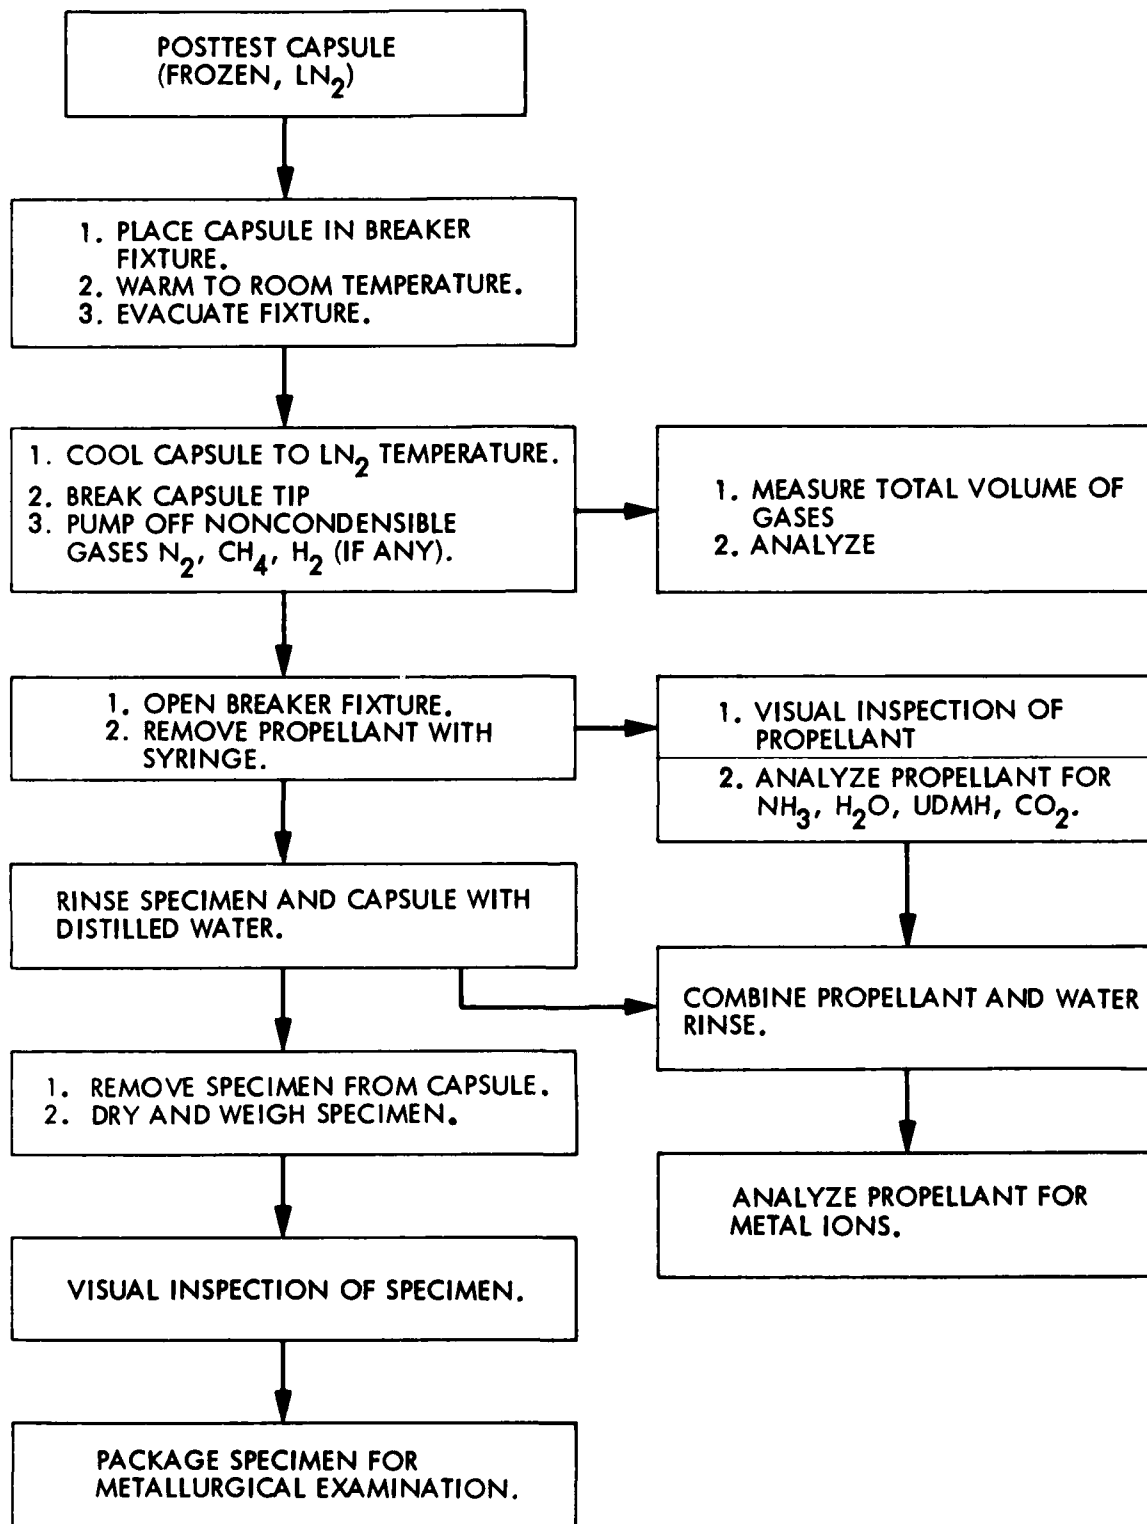 POSTTEST CAPSULE
(FROZEN, LN₂)
1. PLACE CAPSULE IN BREAKER
FIXTURE.
2. WARM TO ROOM TEMPERATURE.
3. EVACUATE FIXTURE.
1. COOL CAPSULE TO LN₂ TEMPERATURE.
2. BREAK CAPSULE TIP
3. PUMP OFF NONCONDENSIBLE
GASES N₂, CH₄, H₂ (IF ANY).
1. MEASURE TOTAL VOLUME OF
GASES
2. ANALYZE
1. OPEN BREAKER FIXTURE.
2. REMOVE PROPELLANT WITH
SYRINGE.
1. VISUAL INSPECTION OF
PROPELLANT
2. ANALYZE PROPELLANT FOR
NH₃, H₂O, UDMH, CO₂.
RINSE SPECIMEN AND CAPSULE WITH
DISTILLED WATER.
COMBINE PROPELLANT AND WATER
RINSE.
1. REMOVE SPECIMEN FROM CAPSULE.
2. DRY AND WEIGH SPECIMEN.
ANALYZE PROPELLANT FOR
METAL IONS.
VISUAL INSPECTION OF SPECIMEN.
PACKAGE SPECIMEN FOR
METALLURGICAL EXAMINATION.